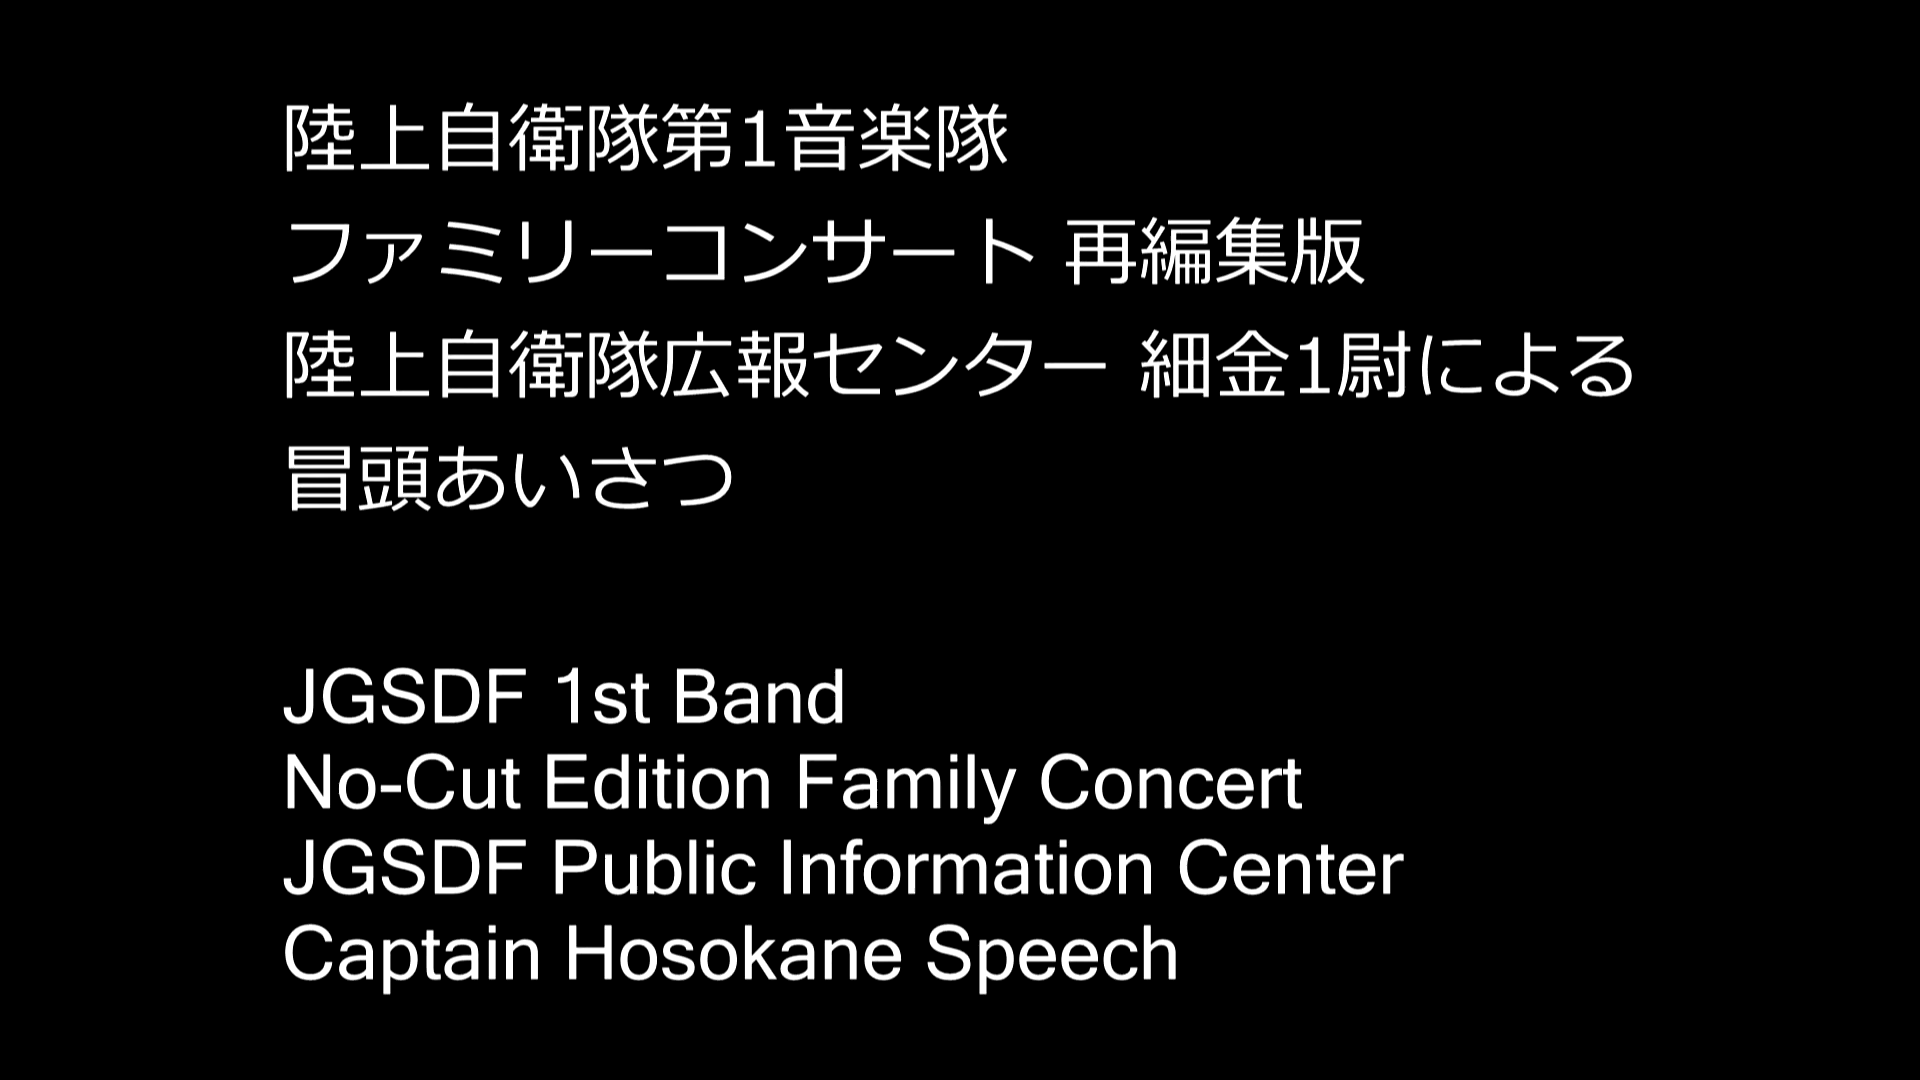 陸上自衛隊第1音楽隊
ファミリーコンサート 再編集版
陸上自衛隊広報センター 細金1尉による
冒頭あいさつ
JGSDF 1st Band
No-Cut Edition Family Concert
JGSDF Public Information Center
Captain Hosokane Speech